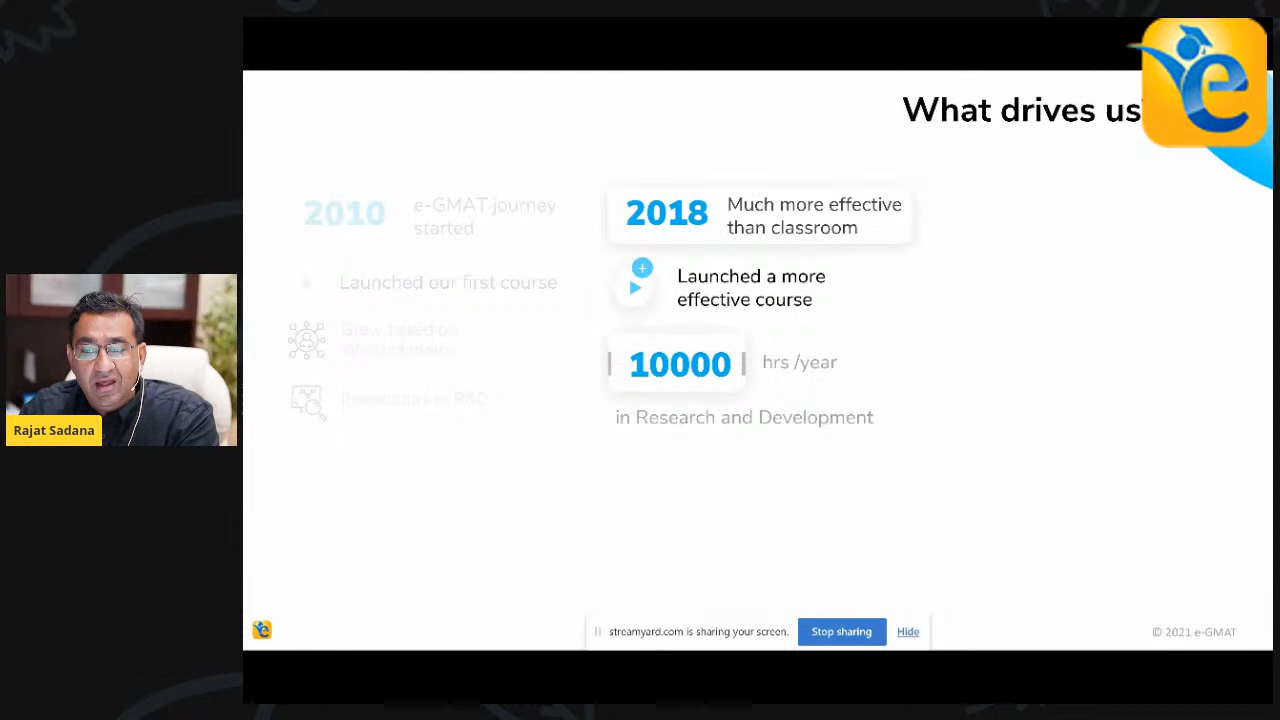 What drives us
2010
e-GMAT journey
started
Launched our first course
2018
Much more effective
than classroom
Launched a more
effective course
10000
hrs /year
in Research and Development
Rajat Sadana
streamyard.com is sharing your screen.
Stop sharing
Hide
© 2021 e-GMAT